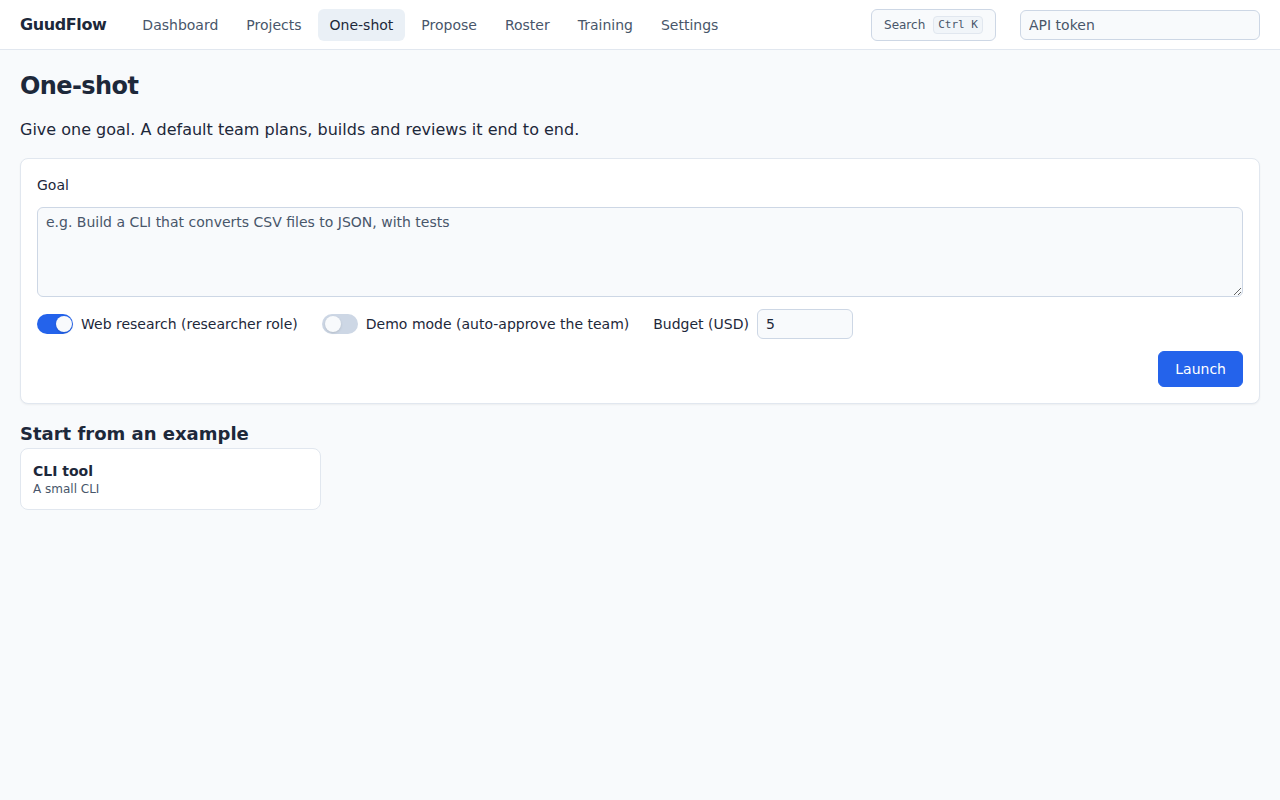 GuudFlow Dashboard Projects One-shot Propose Roster Training Settings Search Ctrl K API token
One-shot
Give one goal. A default team plans, builds and reviews it end to end.
Goal
e.g. Build a CLI that converts CSV files to JSON, with tests
Web research (researcher role) Demo mode (auto-approve the team) Budget (USD) 5
Launch
Start from an example
CLI tool
A small CLI